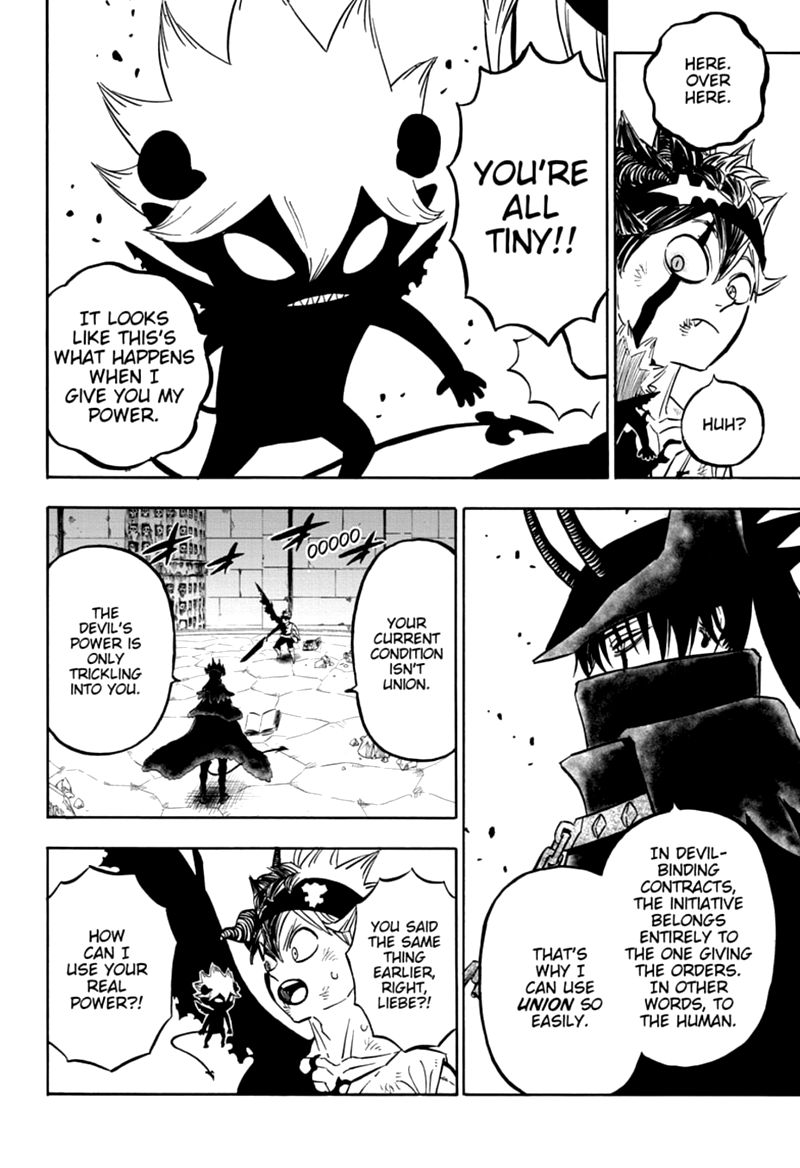 HERE.
OVER
HERE.
HUH?
YOU'RE
ALL
TINY!!
IT LOOKS
LIKE THIS'S
WHAT HAPPENS
WHEN I
GIVE YOU MY
POWER.
IN DEVIL-
BINDING
CONTRACTS,
THE INITIATIVE
BELONGS
ENTIRELY TO
THE ONE GIVING
THE ORDERS.
IN OTHER
WORDS, TO
THE HUMAN.
THAT'S
WHY I
CAN USE
UNION SO
EASILY.
OOOOO
YOUR
CURRENT
CONDITION
ISN'T
UNION.
THE
DEVIL'S
POWER IS
ONLY
TRICKLING
INTO YOU.
YOU SAID
THE SAME
THING
EARLIER,
RIGHT,
LIEBE?!
HOW
CAN I
USE YOUR
REAL
POWER?!